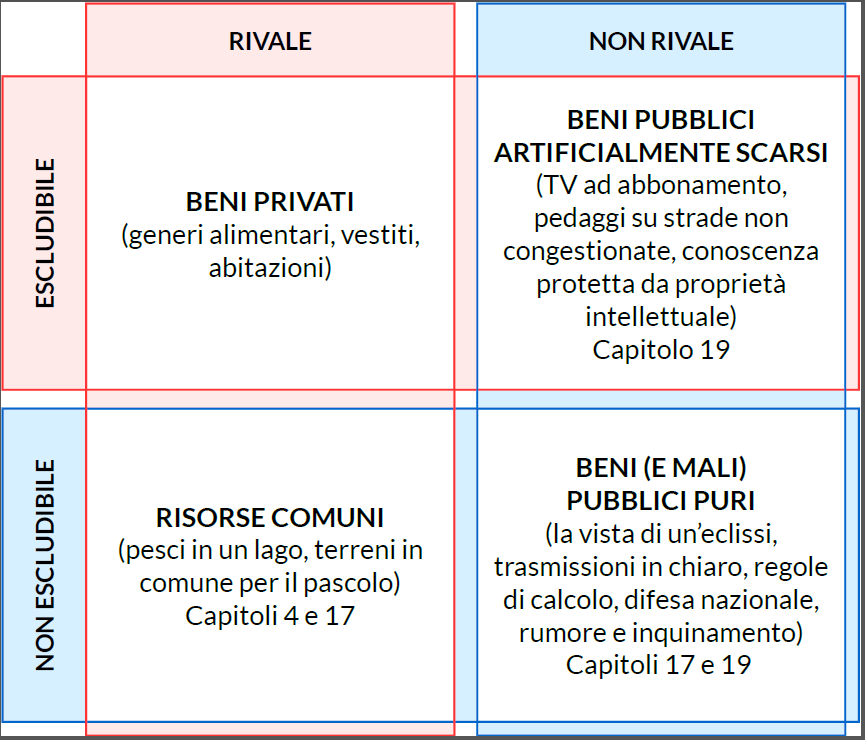 RIVALE
NON RIVALE
ESCLUDIBILE
BENI PRIVATI
(generi alimentari, vestiti,
abitazioni)
BENI PUBBLICI
ARTIFICIALMENTE SCARSI
(TV ad abbonamento,
pedaggi su strade non
congestionate, conoscenza
protetta da proprietà
intellettuale)
Capitolo 19
NON ESCLUDIBILE
RISORSE COMUNI
(pesci in un lago, terreni in
comune per il pascolo)
Capitoli 4 e 17
BENI (E MALI)
PUBBLICI PURI
(la vista di un’eclissi,
trasmissioni in chiaro, regole
di calcolo, difesa nazionale,
rumore e inquinamento)
Capitoli 17 e 19